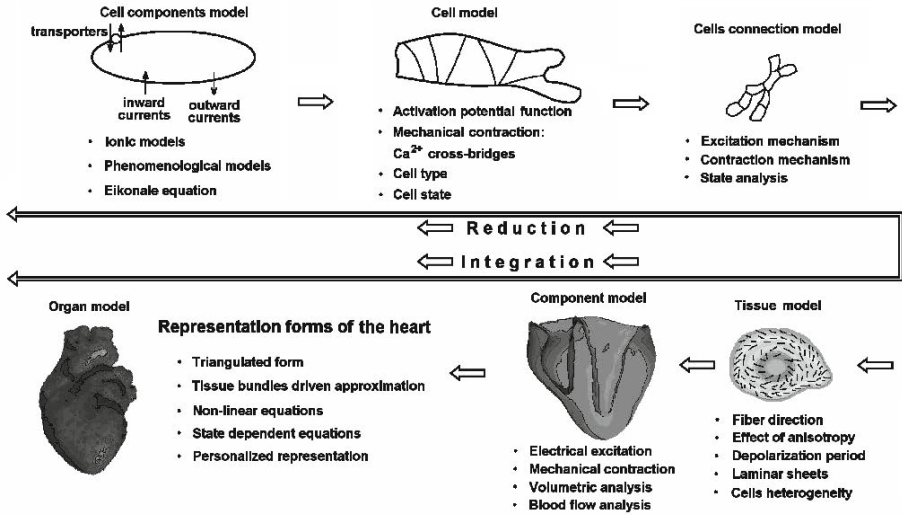 Cell components model
transporters
inward currents
outward currents
• Ionic models
• Phenomenological models
• Eikonale equation
Cell model
• Activation potential function
• Mechanical contraction:
Ca2+ cross-bridges
• Cell type
• Cell state
Cells connection model
• Excitation mechanism
• Contraction mechanism
• State analysis
Reduction
Integration
Organ model
Representation forms of the heart
• Triangulated form
• Tissue bundles driven approximation
• Non-linear equations
• State dependent equations
• Personalized representation
Component model
• Electrical excitation
• Mechanical contraction
• Volumetric analysis
• Blood flow analysis
Tissue model
• Fiber direction
• Effect of anisotropy
• Depolarization period
• Laminar sheets
• Cells heterogeneity